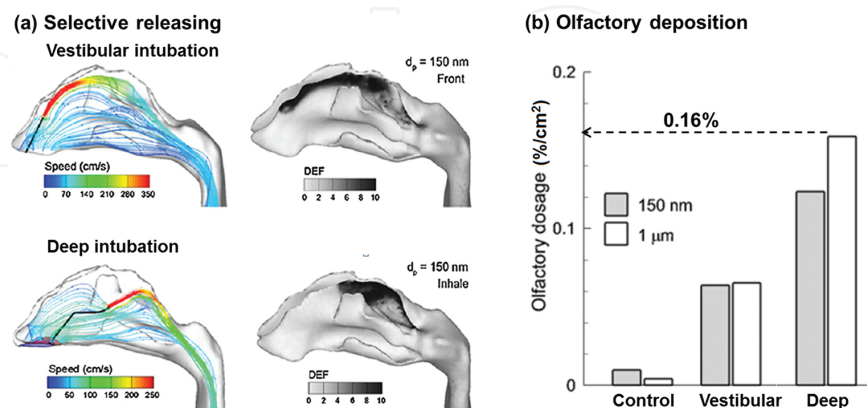 (a) Selective releasing
Vestibular intubation
dp = 150 nm
Front
Speed (cm/s)
0 70 140 210 280 350
DEF
0 2 4 6 8 10
Deep intubation
dp = 150 nm
Inhale
Speed (cm/s)
0 50 100 150 200 250
DEF
0 2 4 6 8 10
(b) Olfactory deposition
Olfactory dosage (%/cm²)
0.2
0.16%
0.1
150 nm
1 μm
0
Control Vestibular Deep